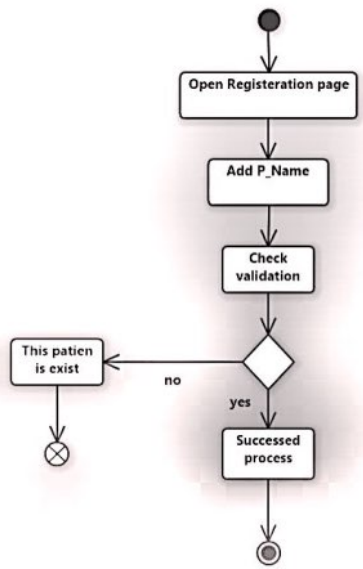 Open Registeration page
Add P_Name
Check
validation
This patien
is exist
no
yes
Successed
process